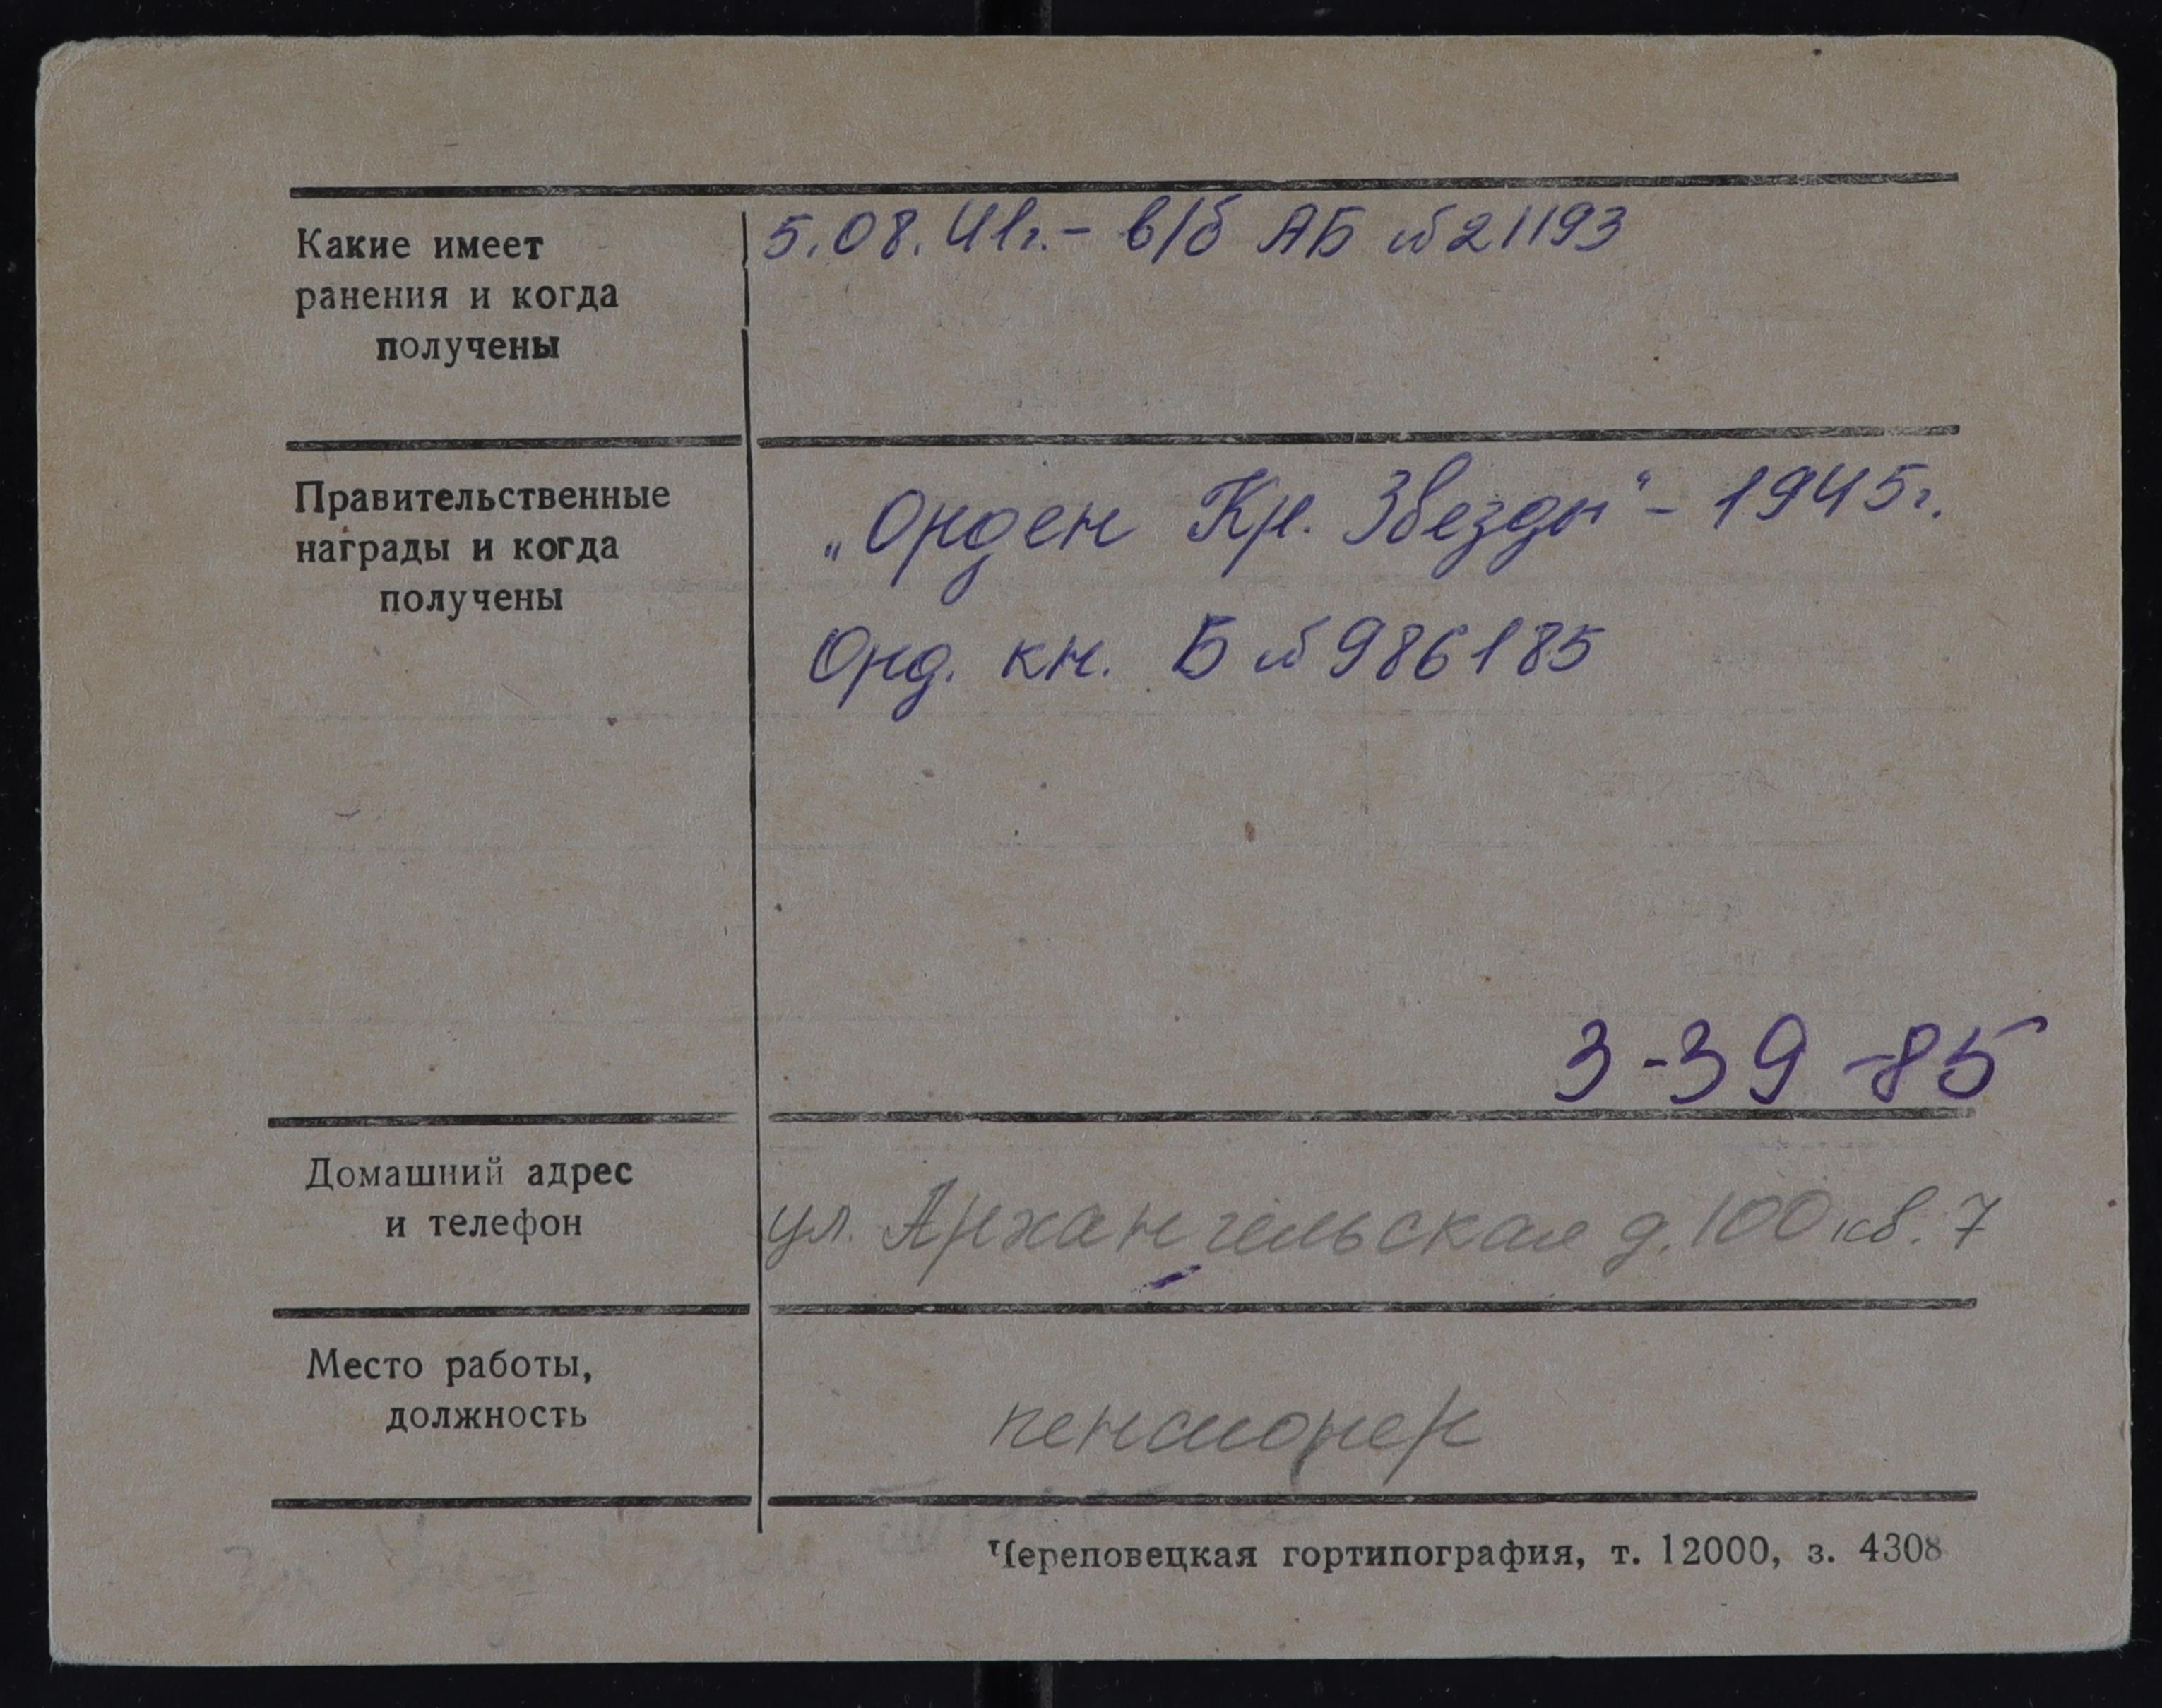 Какие имеет
ранения и когда
получены
5.08.41г. - в/б АБ №21193
Правительственные
награды и когда
получены
„Орден Кр. Звезды" - 1945г.
Орд. кн. Б №986185
3-39-85
Домашний адрес
и телефон
ул. Архангельская д. 100 кв. 7
Место работы,
должность
пенсионер
Череповецкая гортипография, т. 12000, з. 4308